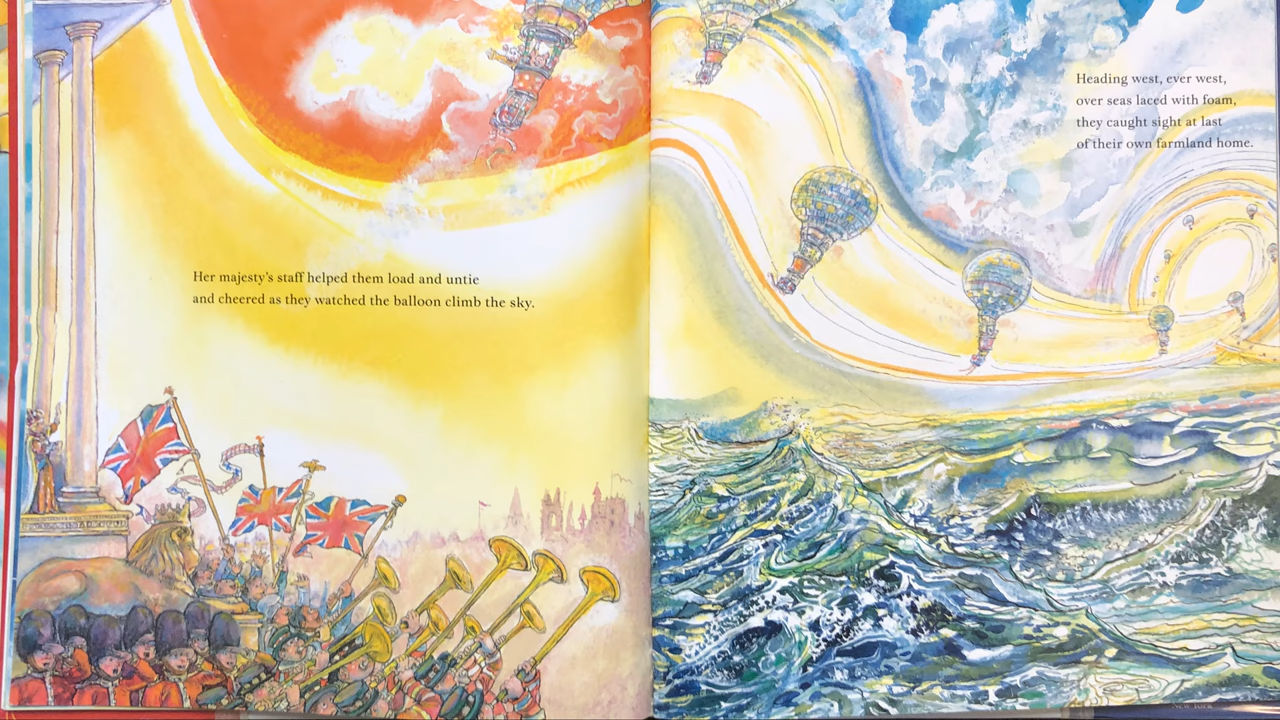 Her majesty's staff helped them load and untie
and cheered as they watched the balloon climb the sky.
Heading west, ever west,
over seas laced with foam,
they caught sight at last
of their own farmland home.